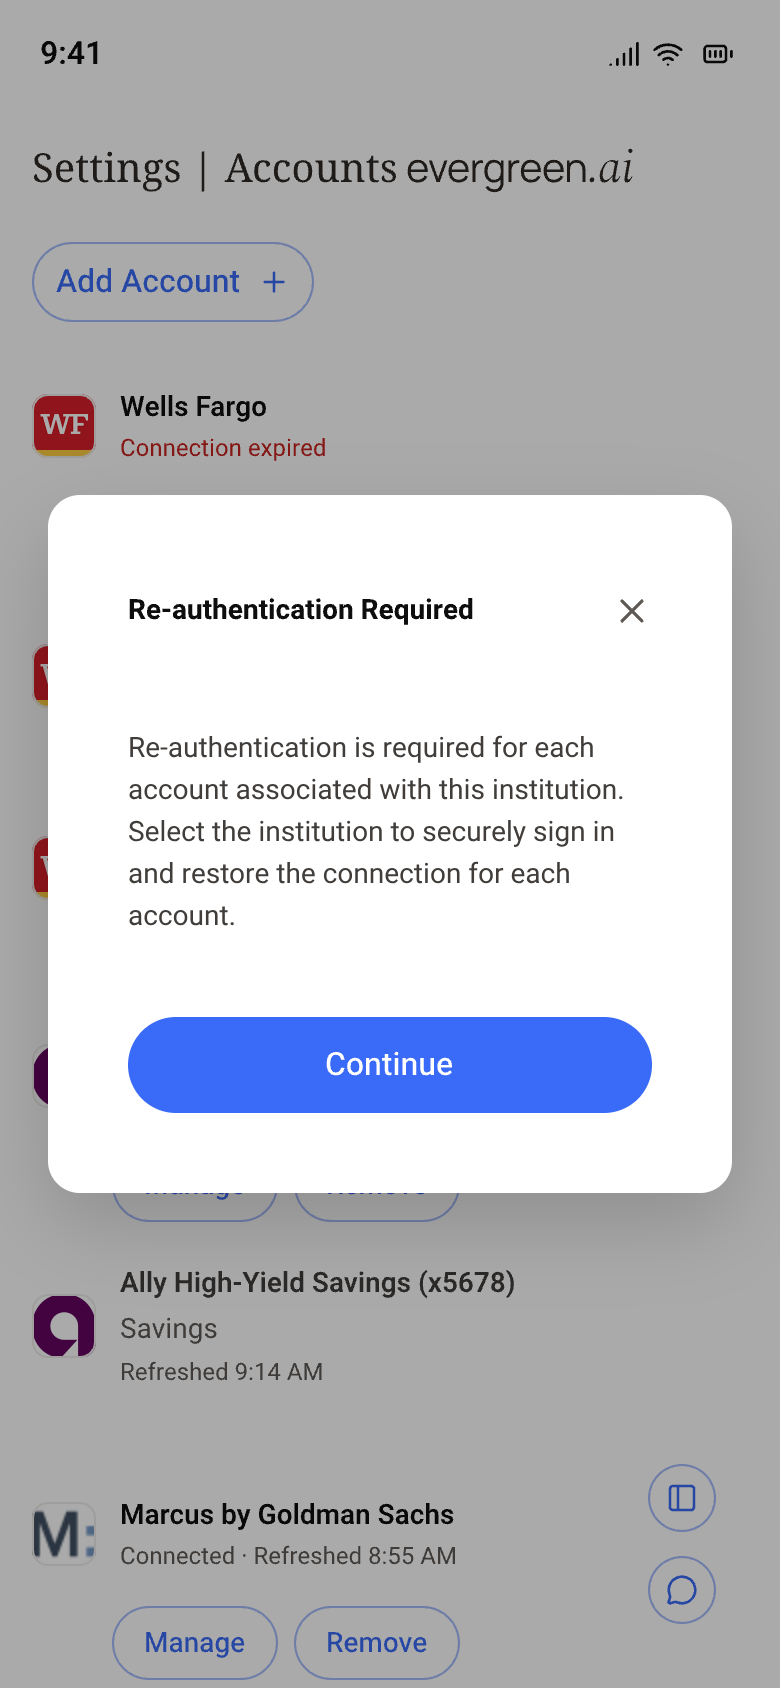 9:41
Settings | Accounts evergreen.ai
Add Account +
WF
Wells Fargo
Connection expired
Re-authentication Required
Re-authentication is required for each
account associated with this institution.
Select the institution to securely sign in
and restore the connection for each
account.
Continue
Ally High-Yield Savings (x5678)
Savings
Refreshed 9:14 AM
M:
Marcus by Goldman Sachs
Connected · Refreshed 8:55 AM
Manage
Remove